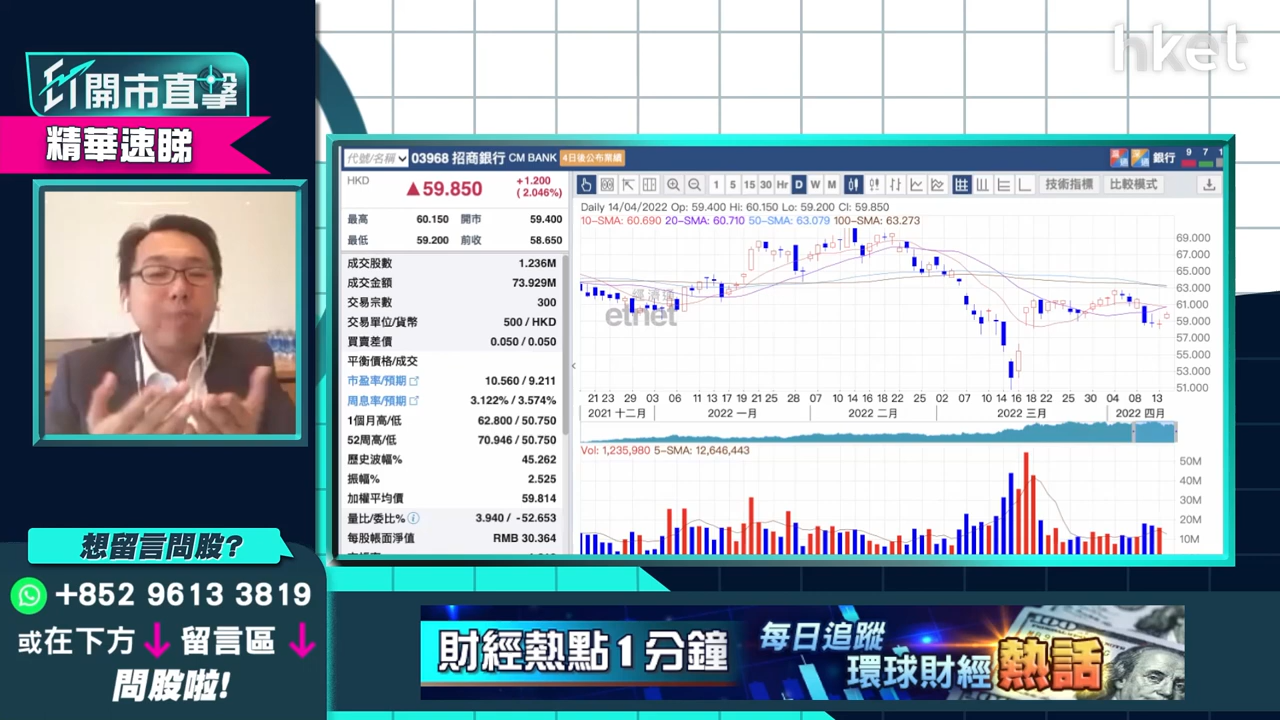 hket
ET開市直擊
精華速睇
代號/名稱 03968 招商銀行 CM BANK 4日後公布業績
銀行 9 7 1
HKD
▲59.850
+1.200
(2.046%)
最高 60.150 開市 59.400
最低 59.200 前收 58.650
成交股數 1.236M
成交金額 73.929M
交易宗數 300
交易單位/貨幣 500 / HKD
買賣差價 0.050 / 0.050
平衡價格/成交
市盈率/預期 10.560 / 9.211
周息率/預期 3.122% / 3.574%
1個月高/低 62.800 / 50.750
52周高/低 70.946 / 50.750
歷史波幅% 45.262
振幅% 2.525
加權平均價 59.814
量比/委比% 3.940 / -52.653
每股帳面淨值 RMB 30.364
1 5 15 30 Hr D W M 技術指標 比較模式
Daily 14/04/2022 Op: 59.400 Hi: 60.150 Lo: 59.200 Cl: 59.850
10-SMA: 60.690 20-SMA: 60.710 50-SMA: 63.079 100-SMA: 63.273
69.000
67.000
65.000
63.000
61.000
59.000
57.000
55.000
53.000
51.000
經濟通
etnet
21 23 29 03 06 11 13 17 19 21 25 28 07 10 14 16 18 22 25 02 07 10 14 16 18 22 25 30 04 08 13
2021 十二月 2022 一月 2022 二月 2022 三月 2022 四月
Vol: 1,235,980 5-SMA: 12,646,443
50M
40M
30M
20M
10M
想留言問股?
+852 9613 3819
或在下方↓留言區↓
問股啦!
財經熱點1分鐘
每日追蹤
環球財經熱話